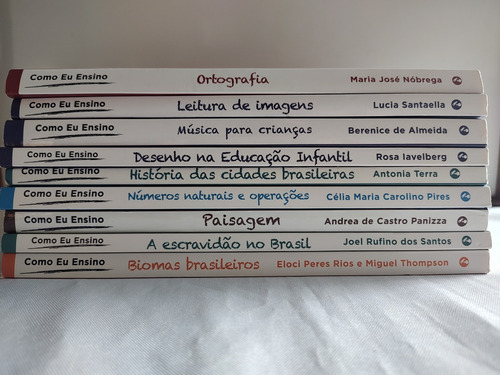 Como Eu Ensino Ortografia Maria José Nóbrega
Como Eu Ensino Leitura de imagens Lucia Santaella
Como Eu Ensino Música para crianças Berenice de Almeida
Como Eu Ensino Desenho na Educação Infantil Rosa Iavelberg
Como Eu Ensino História das cidades brasileiras Antonia Terra
Como Eu Ensino Números naturais e operações Célia Maria Carolino Pires
Como Eu Ensino Paisagem Andrea de Castro Panizza
Como Eu Ensino A escravidão no Brasil Joel Rufino dos Santos
Como Eu Ensino Biomas brasileiros Eloci Peres Rios e Miguel Thompson